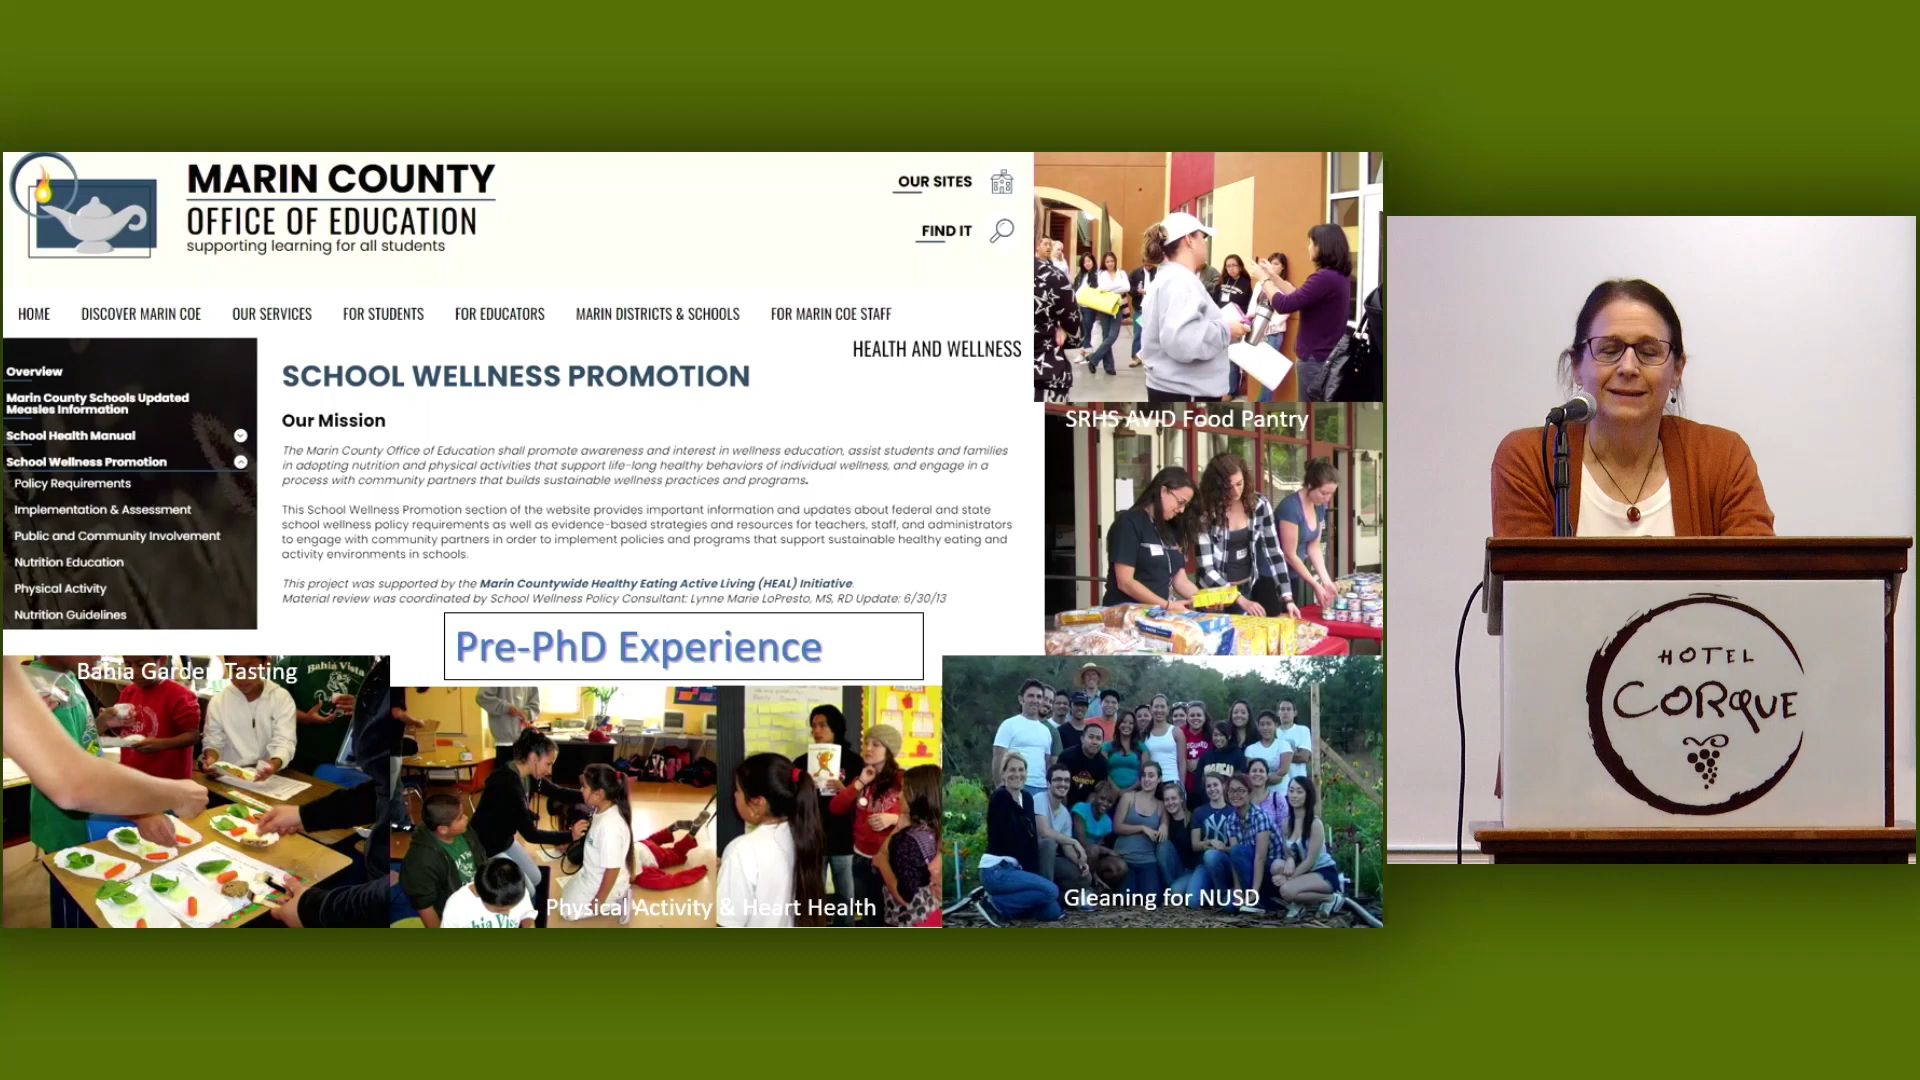 MARIN COUNTY
OFFICE OF EDUCATION
supporting learning for all students
OUR SITES
FIND IT
HOME
DISCOVER MARIN COE
OUR SERVICES
FOR STUDENTS
FOR EDUCATORS
MARIN DISTRICTS & SCHOOLS
FOR MARIN COE STAFF
HEALTH AND WELLNESS
Overview
Marin County Schools Updated
Measles Information
School Health Manual
School Wellness Promotion
Policy Requirements
Implementation & Assessment
Public and Community Involvement
Nutrition Education
Physical Activity
Nutrition Guidelines
SCHOOL WELLNESS PROMOTION
Our Mission
The Marin County Office of Education shall promote awareness and interest in wellness education, assist students and families
in adopting nutrition and physical activities that support life-long healthy behaviors of individual wellness, and engage in a
process with community partners that builds sustainable wellness practices and programs.
This School Wellness Promotion section of the website provides important information and updates about federal and state
school wellness policy requirements as well as evidence-based strategies and resources for teachers, staff, and administrators
to engage with community partners in order to implement policies and programs that support sustainable healthy eating and
activity environments in schools.
This project was supported by the Marin Countywide Healthy Eating Active Living (HEAL) Initiative.
Material review was coordinated by School Wellness Policy Consultant: Lynne Marie LoPresto, MS, RD Update: 6/30/13
Pre-PhD Experience
SRHS AVID Food Pantry
Bahia Garden Tasting
Bahia Vista
Physical Activity & Heart Health
Gleaning for NUSD
HOTEL
CORQUE